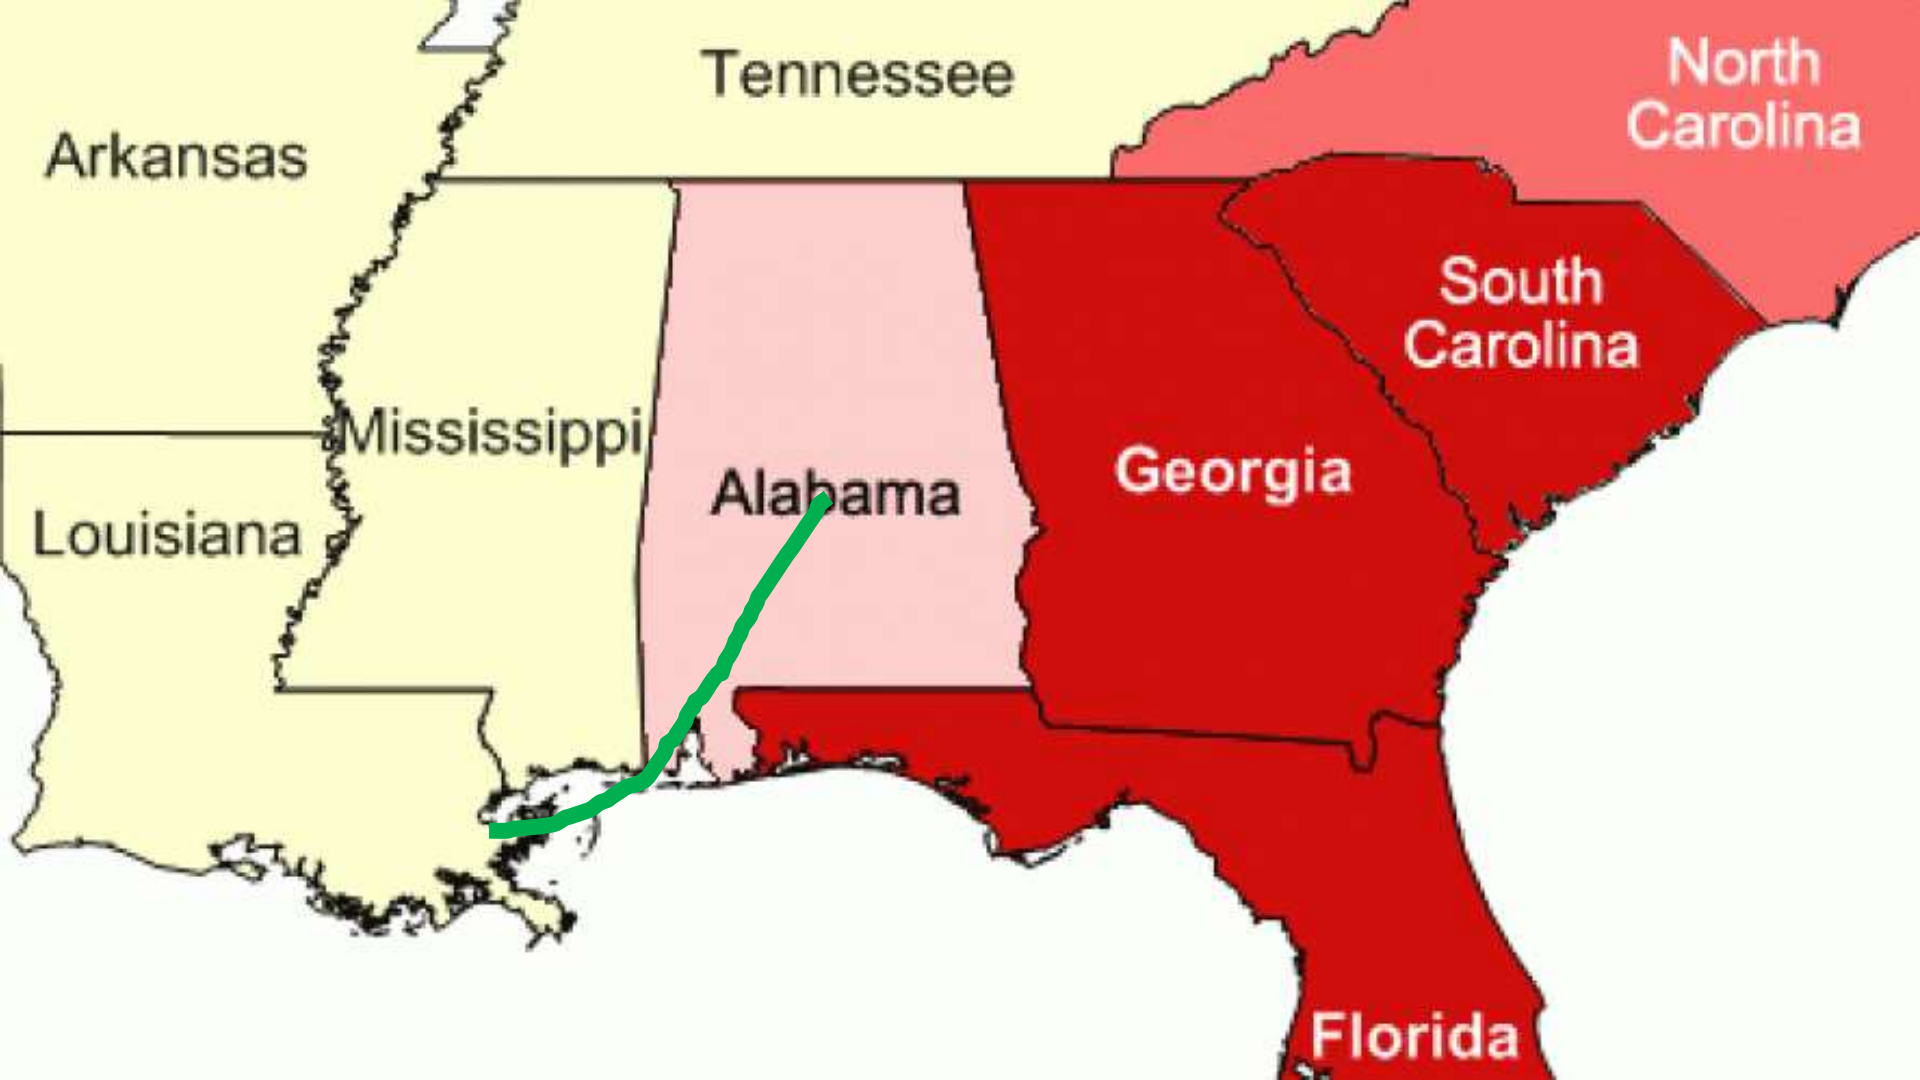 Tennessee
North
Carolina
Arkansas
South
Carolina
Mississippi
Alabama
Georgia
Louisiana
Florida